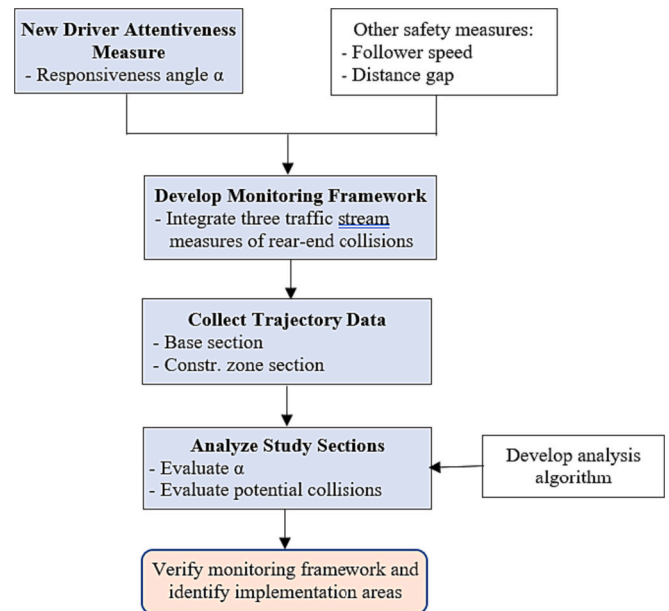 New Driver Attentiveness
Measure
- Responsiveness angle α
Other safety measures:
- Follower speed
- Distance gap
Develop Monitoring Framework
- Integrate three traffic stream
measures of rear-end collisions
Collect Trajectory Data
- Base section
- Constr. zone section
Analyze Study Sections
- Evaluate α
- Evaluate potential collisions
Develop analysis
algorithm
Verify monitoring framework and
identify implementation areas